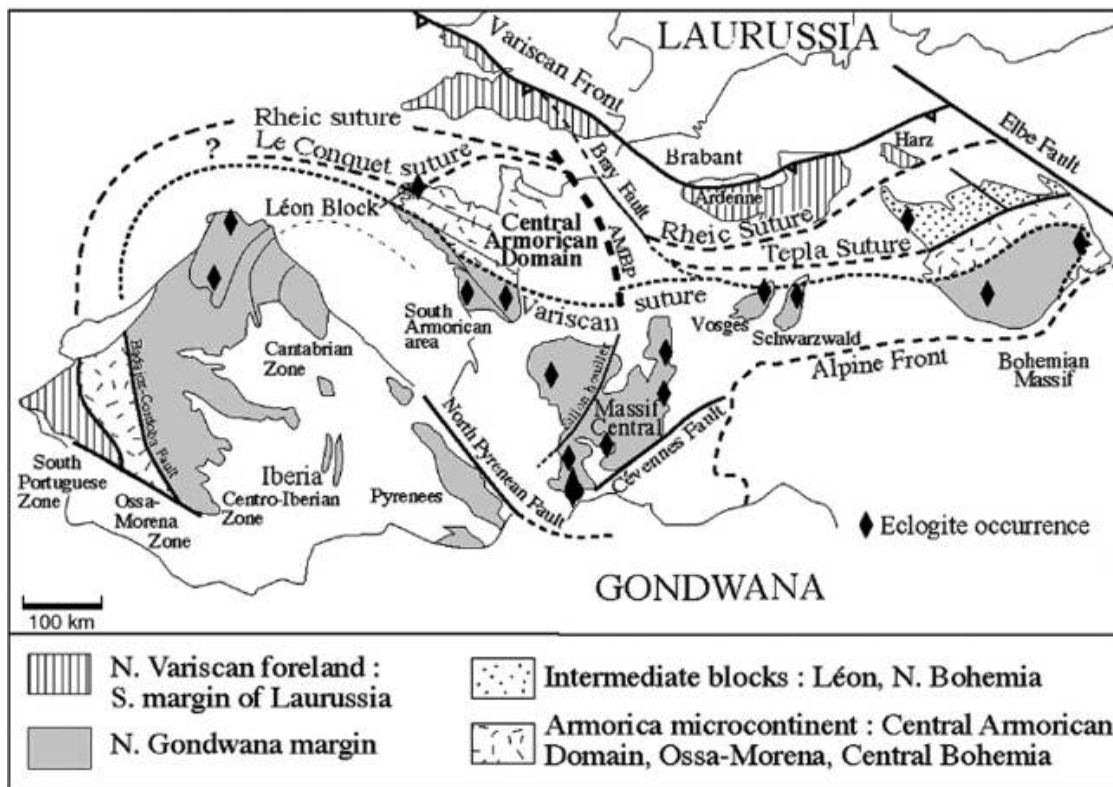 LAURUSSIA
Variscan Front
Rheic suture
Le Conquet suture
?
Bray Fault
Brabant
Harz
Elbe Fault
Ardenne
Léon Block
Central
Armorican
Domain
AMBP
Rheic Suture
Tepla Suture
Variscan suture
South
Armorican
area
Vosges
Schwarzwald
Cantabrian
Zone
Alpine Front
Bohemian
Massif
Massif
Central
Badajoz-Cordoba Fault
North Pyrenean Fault
Cévennes Fault
South
Portuguese
Zone
Ossa-
Morena
Zone
Iberia
Centro-Iberian
Zone
Pyrenees
Eclogite occurrence
GONDWANA
100 km
N. Variscan foreland :
S. margin of Laurussia
N. Gondwana margin
Intermediate blocks : Léon, N. Bohemia
Armorica microcontinent : Central Armorican
Domain, Ossa-Morena, Central Bohemia